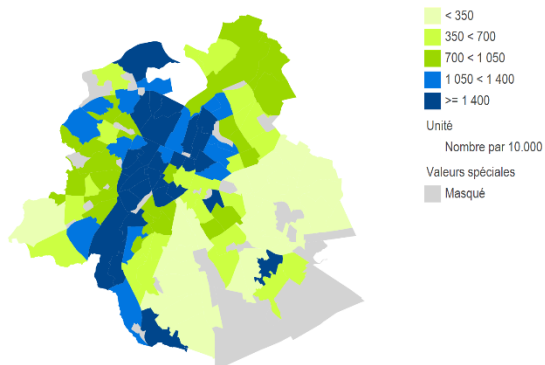 < 350
350 < 700
700 < 1 050
1 050 < 1 400
>= 1 400
Unité
Nombre par 10.000
Valeurs spéciales
Masqué